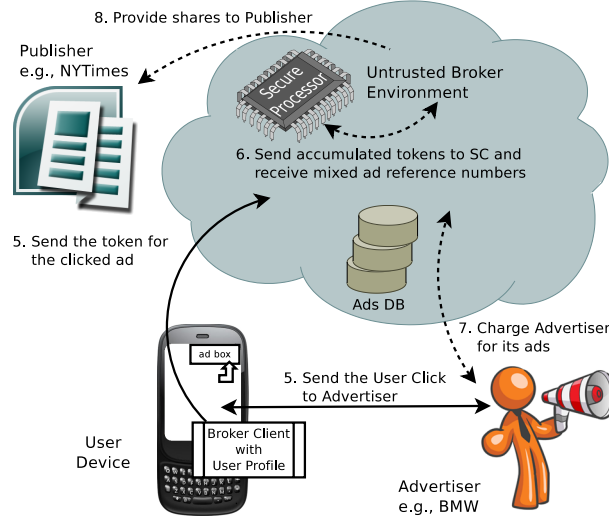 8. Provide shares to Publisher
Publisher
e.g., NYTimes
Secure
Processor
Untrusted Broker
Environment
6. Send accumulated tokens to SC and
receive mixed ad reference numbers
5. Send the token for
the clicked ad
Ads DB
7. Charge Advertiser
for its ads
ad box
5. Send the User Click
to Advertiser
Broker Client
with
User Profile
User
Device
Advertiser
e.g., BMW